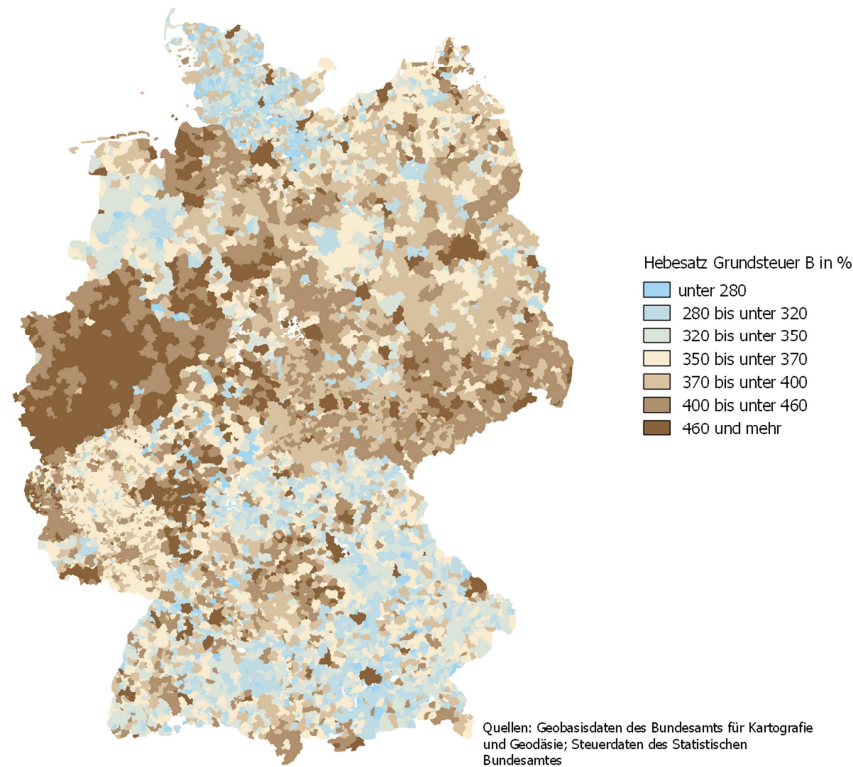 Hebesatz Grundsteuer B in %
unter 280
280 bis unter 320
320 bis unter 350
350 bis unter 370
370 bis unter 400
400 bis unter 460
460 und mehr
Quellen: Geobasisdaten des Bundesamts für Kartografie
und Geodäsie; Steuerdaten des Statistischen
Bundesamtes